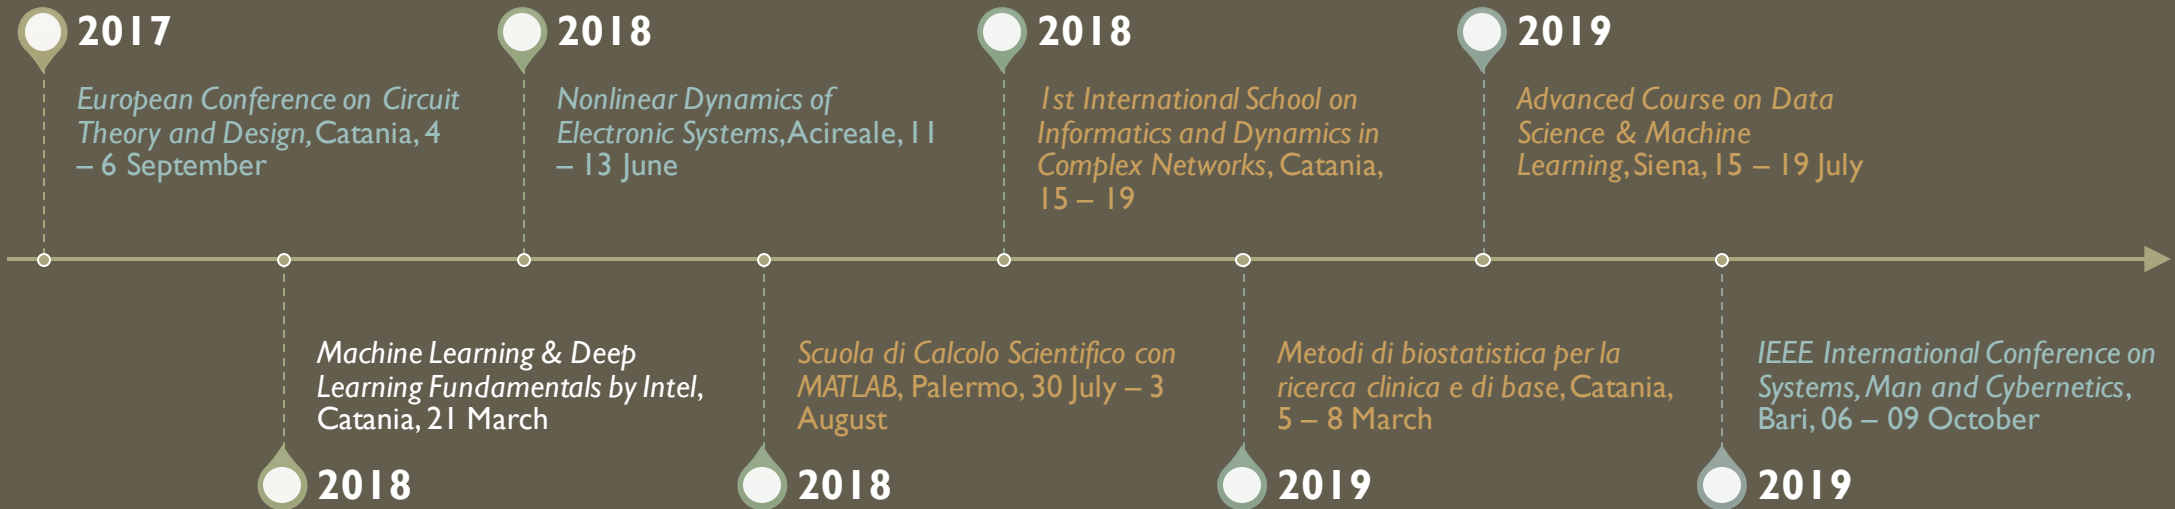 2017
European Conference on Circuit
Theory and Design, Catania, 4
– 6 September
2018
Machine Learning & Deep
Learning Fundamentals by Intel,
Catania, 21 March
2018
Nonlinear Dynamics of
Electronic Systems, Acireale, 11
– 13 June
2018
Scuola di Calcolo Scientifico con
MATLAB, Palermo, 30 July – 3
August
2018
1st International School on
Informatics and Dynamics in
Complex Networks, Catania,
15 – 19
2019
Metodi di biostatistica per la
ricerca clinica e di base, Catania,
5 – 8 March
2019
Advanced Course on Data
Science & Machine
Learning, Siena, 15 – 19 July
2019
IEEE International Conference on
Systems, Man and Cybernetics,
Bari, 06 – 09 October